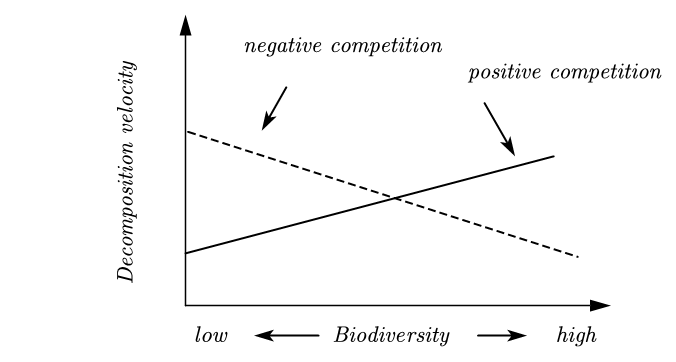 negative competition
positive competition
Decomposition velocity
low Biodiversity high